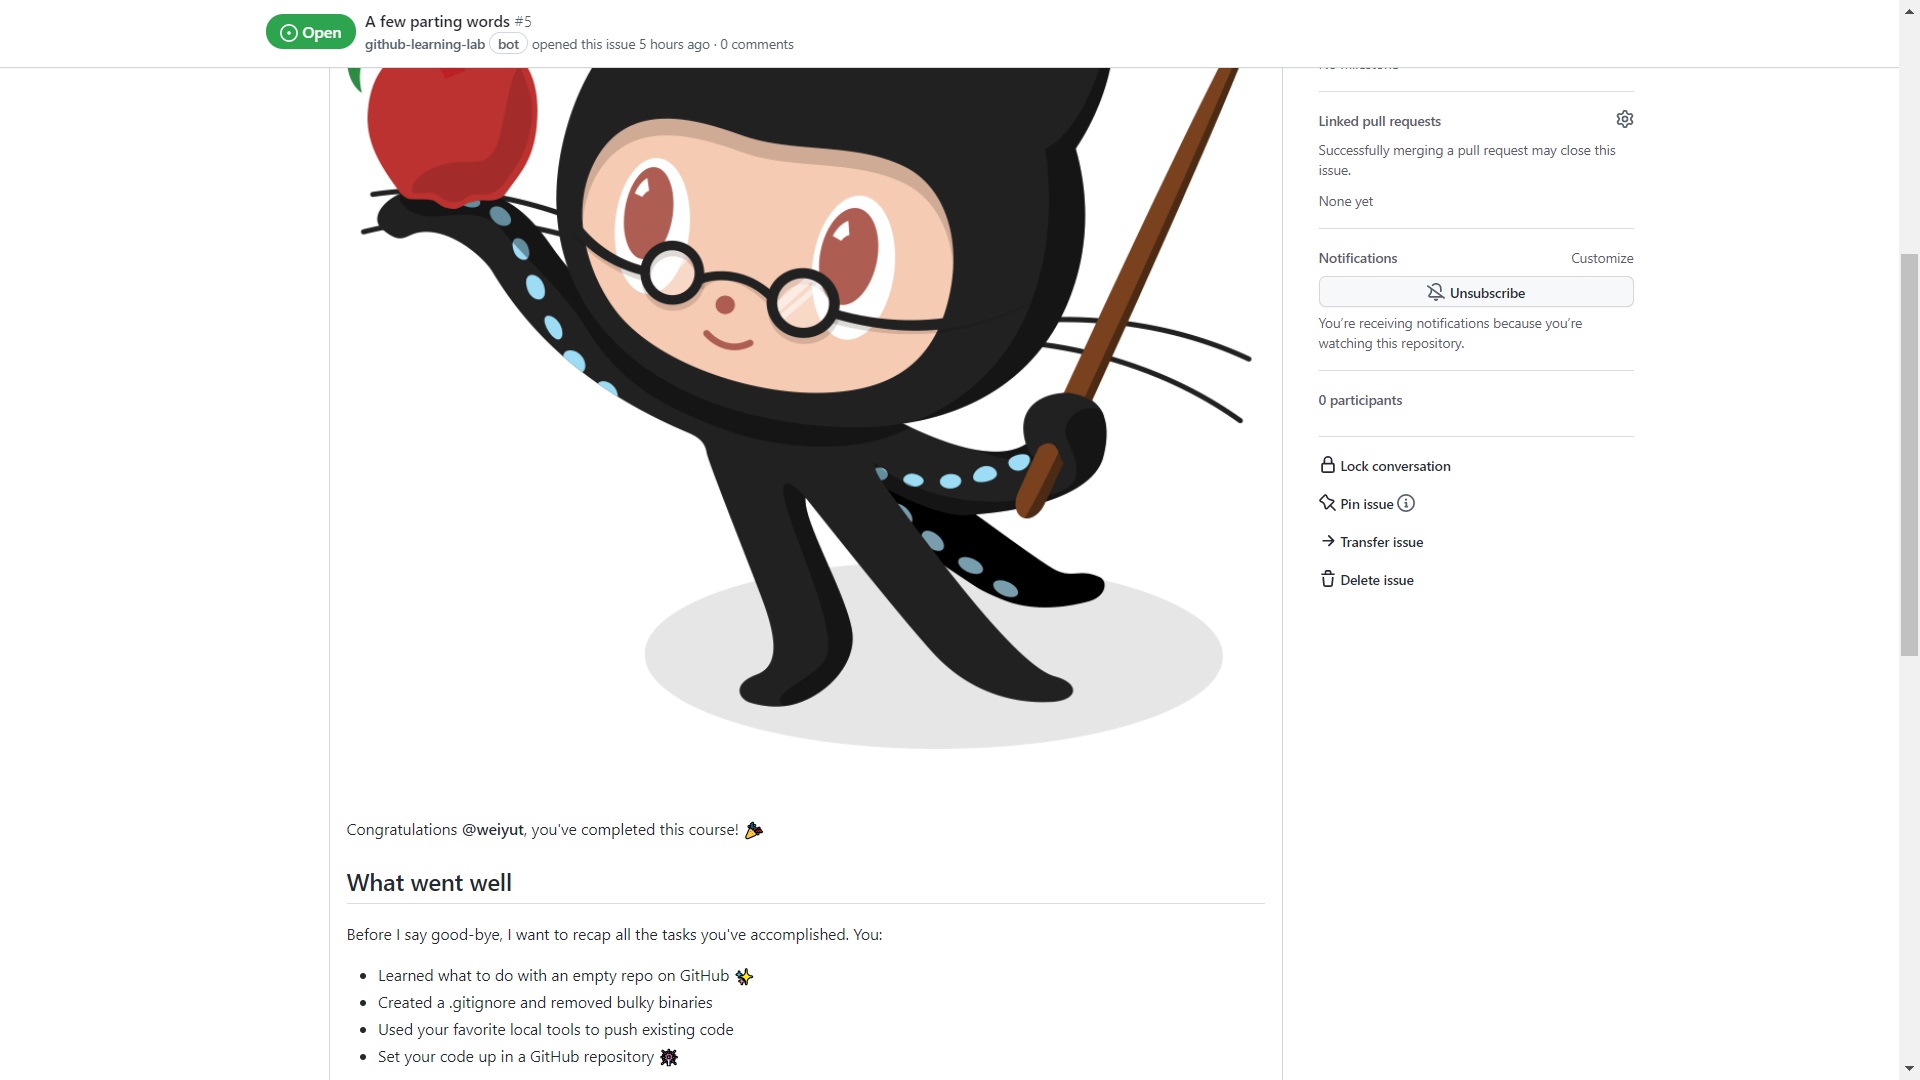 Open
A few parting words #5
github-learning-lab bot opened this issue 5 hours ago · 0 comments
Linked pull requests
Successfully merging a pull request may close this
issue.
None yet
Notifications Customize
Unsubscribe
You’re receiving notifications because you’re
watching this repository.
0 participants
Lock conversation
Pin issue
Transfer issue
Delete issue
Congratulations @weiyut, you've completed this course!
What went well
Before I say good-bye, I want to recap all the tasks you've accomplished. You:
Learned what to do with an empty repo on GitHub
Created a .gitignore and removed bulky binaries
Used your favorite local tools to push existing code
Set your code up in a GitHub repository